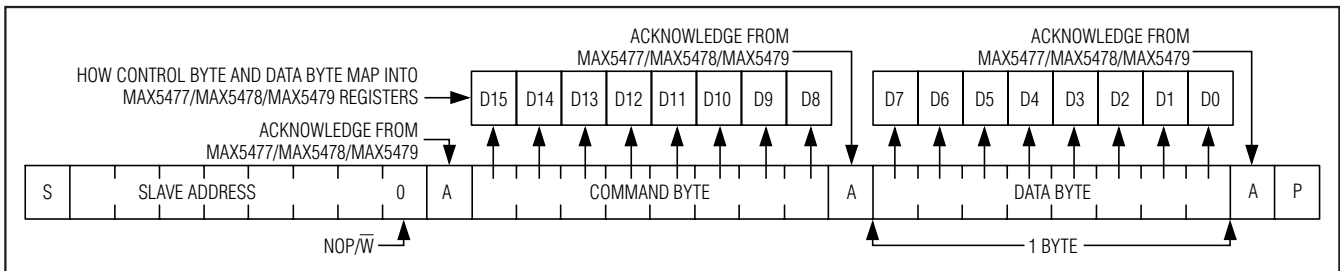 ACKNOWLEDGE FROM
MAX5477/MAX5478/MAX5479
ACKNOWLEDGE FROM
MAX5477/MAX5478/MAX5479
HOW CONTROL BYTE AND DATA BYTE MAP INTO
MAX5477/MAX5478/MAX5479 REGISTERS
D15 D14 D13 D12 D11 D10 D9 D8 D7 D6 D5 D4 D3 D2 D1 D0
ACKNOWLEDGE FROM
MAX5477/MAX5478/MAX5479
S SLAVE ADDRESS 0 A COMMAND BYTE A DATA BYTE A P
NOP/W̅ 1 BYTE